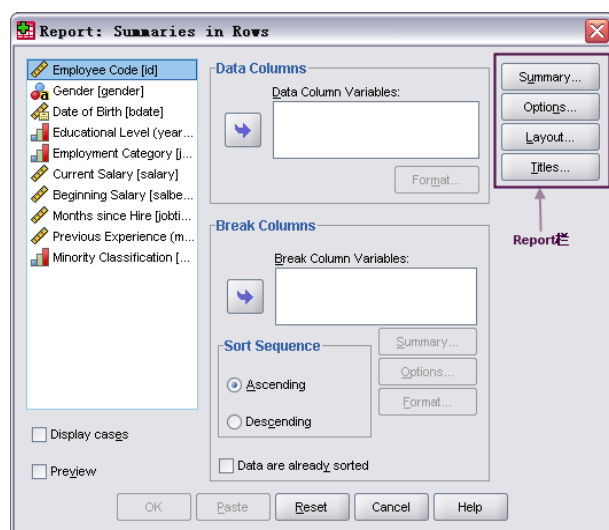 Report: Summaries in Rows
Employee Code [id]
Gender [gender]
Date of Birth [bdate]
Educational Level (year...
Employment Category [j...
Current Salary [salary]
Beginning Salary [salbe...
Months since Hire [jobti...
Previous Experience (m...
Minority Classification [...
Display cases
Preview
Data Columns
Data Column Variables:
Format...
Break Columns
Break Column Variables:
Sort Sequence
Ascending
Descending
Summary...
Options...
Format...
Data are already sorted
Summary...
Options...
Layout...
Titles...
Report栏
OK
Paste
Reset
Cancel
Help